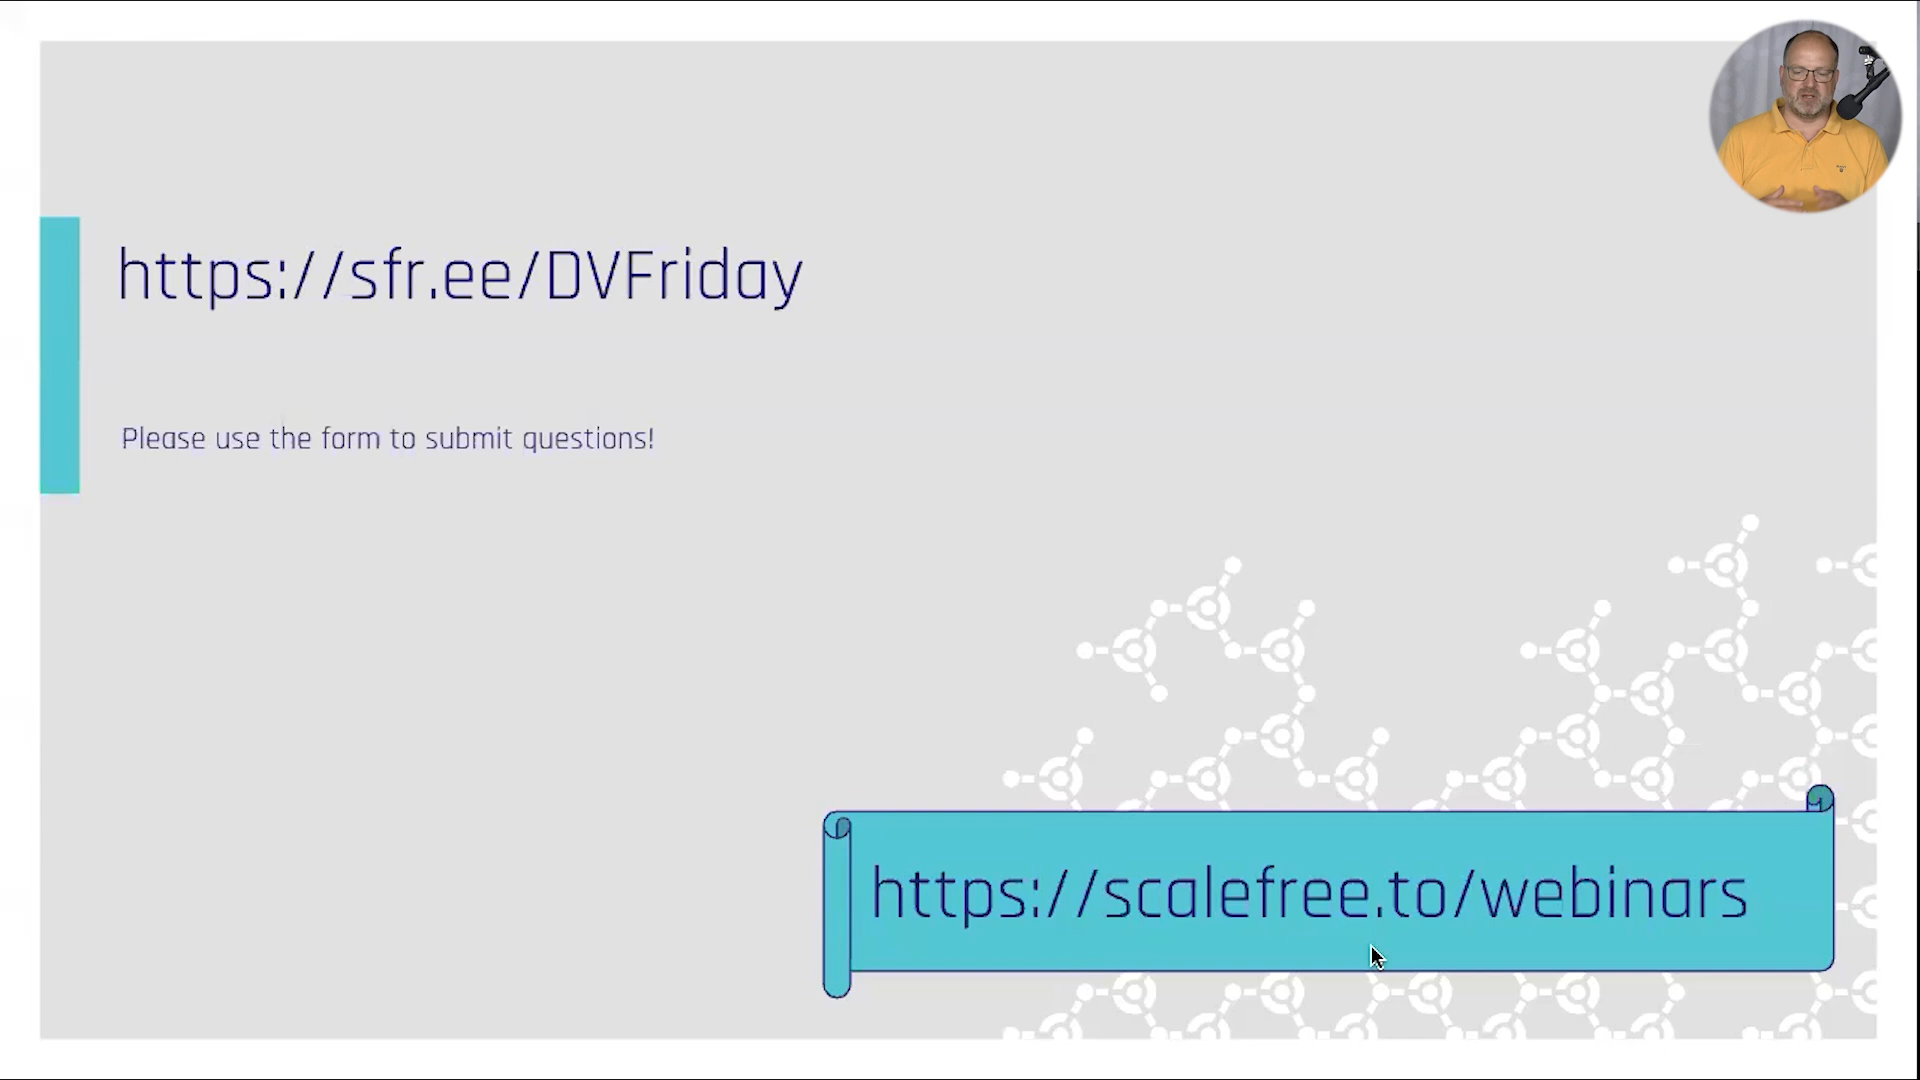 https://sfr.ee/DVFriday
Please use the form to submit questions!
https://scalefree.to/webinars